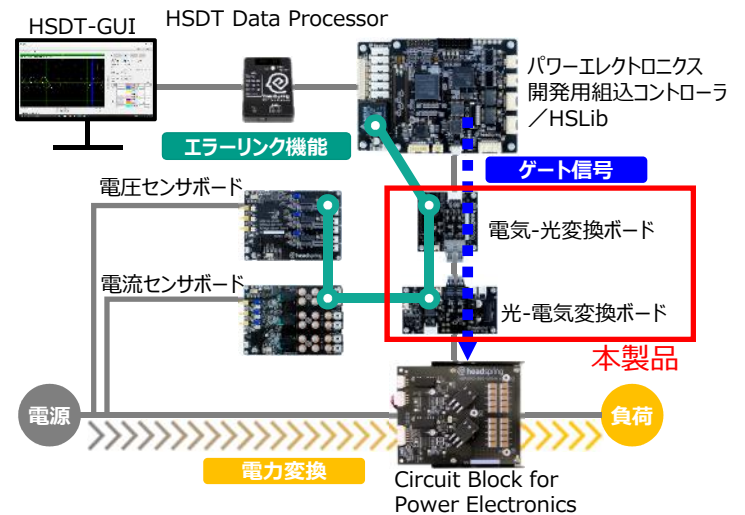 HSDT-GUI
HSDT Data Processor
パワーエレクトロニクス
開発用組込コントローラ
／HSLib
エラーリンク機能
ゲート信号
電圧センサボード
電気-光変換ボード
headspring
電流センサボード
光-電気変換ボード
本製品
headspring
電源
負荷
電力変換
Circuit Block for
Power Electronics